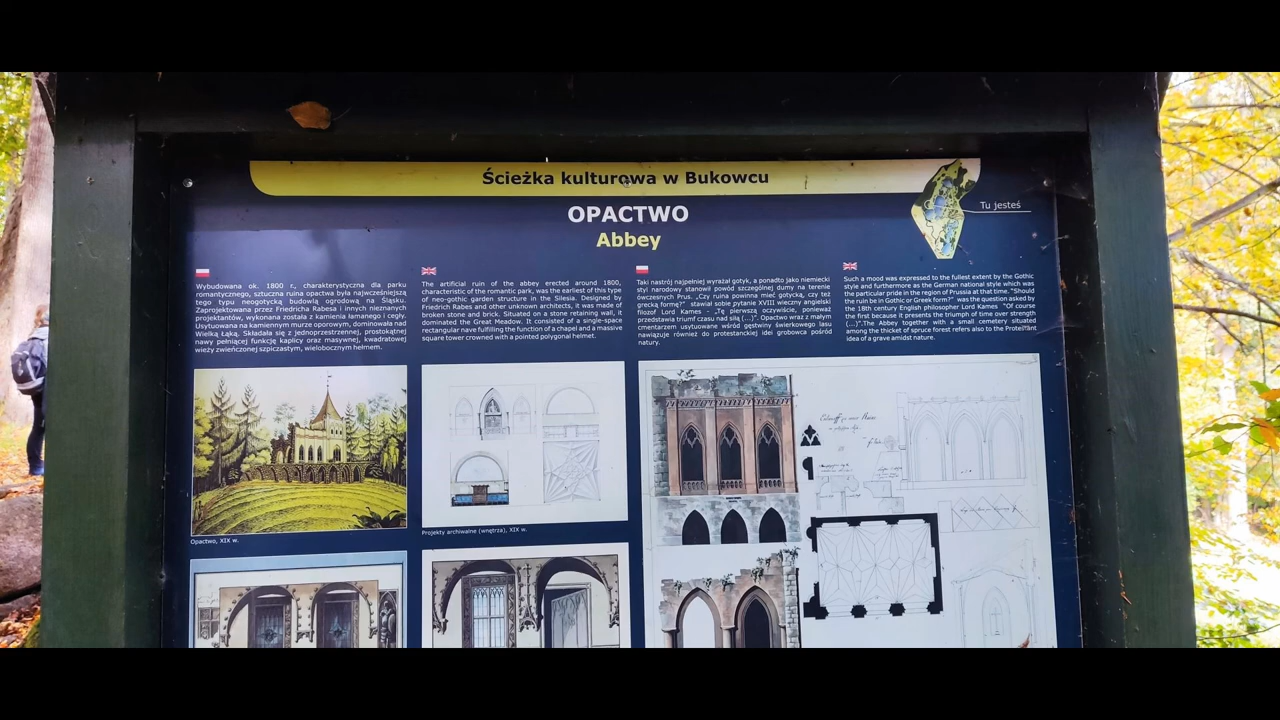 Ścieżka kulturowa w Bukowcu
OPACTWO
Abbey
Tu jesteś
Wybudowana ok. 1800 r., charakterystyczna dla parku
romantycznego, sztuczna ruina opactwa była najwcześniejszą
tego typu neogotycką budowlą ogrodową na Śląsku.
Zaprojektowana przez Friedricha Rabesa i innych nieznanych
projektantów, wykonana została z kamienia łamanego i cegły.
Usytuowana na kamiennym murze oporowym, dominowała nad
Wielką Łąką. Składała się z jednoprzestrzennej, prostokątnej
nawy pełniącej funkcję kaplicy oraz masywnej, kwadratowej
wieży zwieńczonej szpiczastym, wielobocznym hełmem.
The artificial ruin of the abbey erected around 1800,
characteristic of the romantic park, was the earliest of this type
of neo-gothic garden structure in the Silesia. Designed by
Friedrich Rabes and other unknown architects, it was made of
broken stone and brick. Situated on a stone retaining wall, it
dominated the Great Meadow. It consisted of a single-space
rectangular nave fulfilling the function of a chapel and a massive
square tower crowned with a pointed polygonal helmet.
Taki nastrój najpełniej wyrażał gotyk, a ponadto jako niemiecki
styl narodowy stanowił powód szczególnej dumy na terenie
ówczesnych Prus. „Czy ruina powinna mieć gotycką, czy też
grecką formę?” stawiał sobie pytanie XVIII wieczny angielski
filozof Lord Kames - „Tę pierwszą oczywiście, ponieważ
przedstawia triumf czasu nad siłą (...)”. Opactwo wraz z małym
cmentarzem usytuowane wśród gęstwiny świerkowego lasu
nawiązuje również do protestanckiej idei grobowca pośród
natury.
Such a mood was expressed to the fullest extent by the Gothic
style and furthermore as the German national style which was
the particular pride in the region of Prussia at that time. “Should
the ruin be in Gothic or Greek form?” was the question asked by
the 18th century English philosopher Lord Kames “Of course
the first because it presents the triumph of time over strength
(...)”.The Abbey together with a small cemetery situated
among the thicket of spruce forest refers also to the Protestant
idea of a grave amidst nature.
Opactwo, XIX w.
Projekty archiwalne (wnętrza), XIX w.